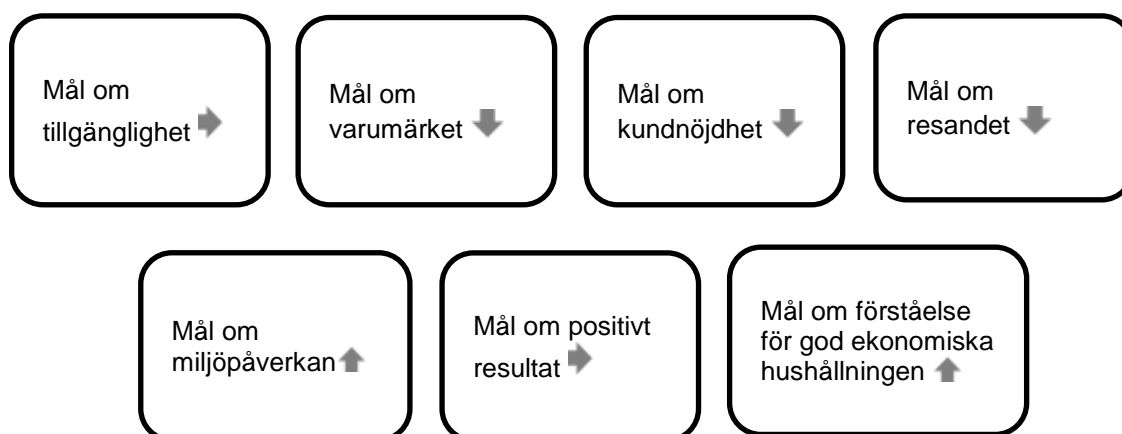 Mål om
tillgänglighet
Mål om
varumärket
Mål om
kundnöjdhet
Mål om
resandet
Mål om
miljöpåverkan
Mål om positivt
resultat
Mål om förståelse
för god ekonomiska
hushållningen